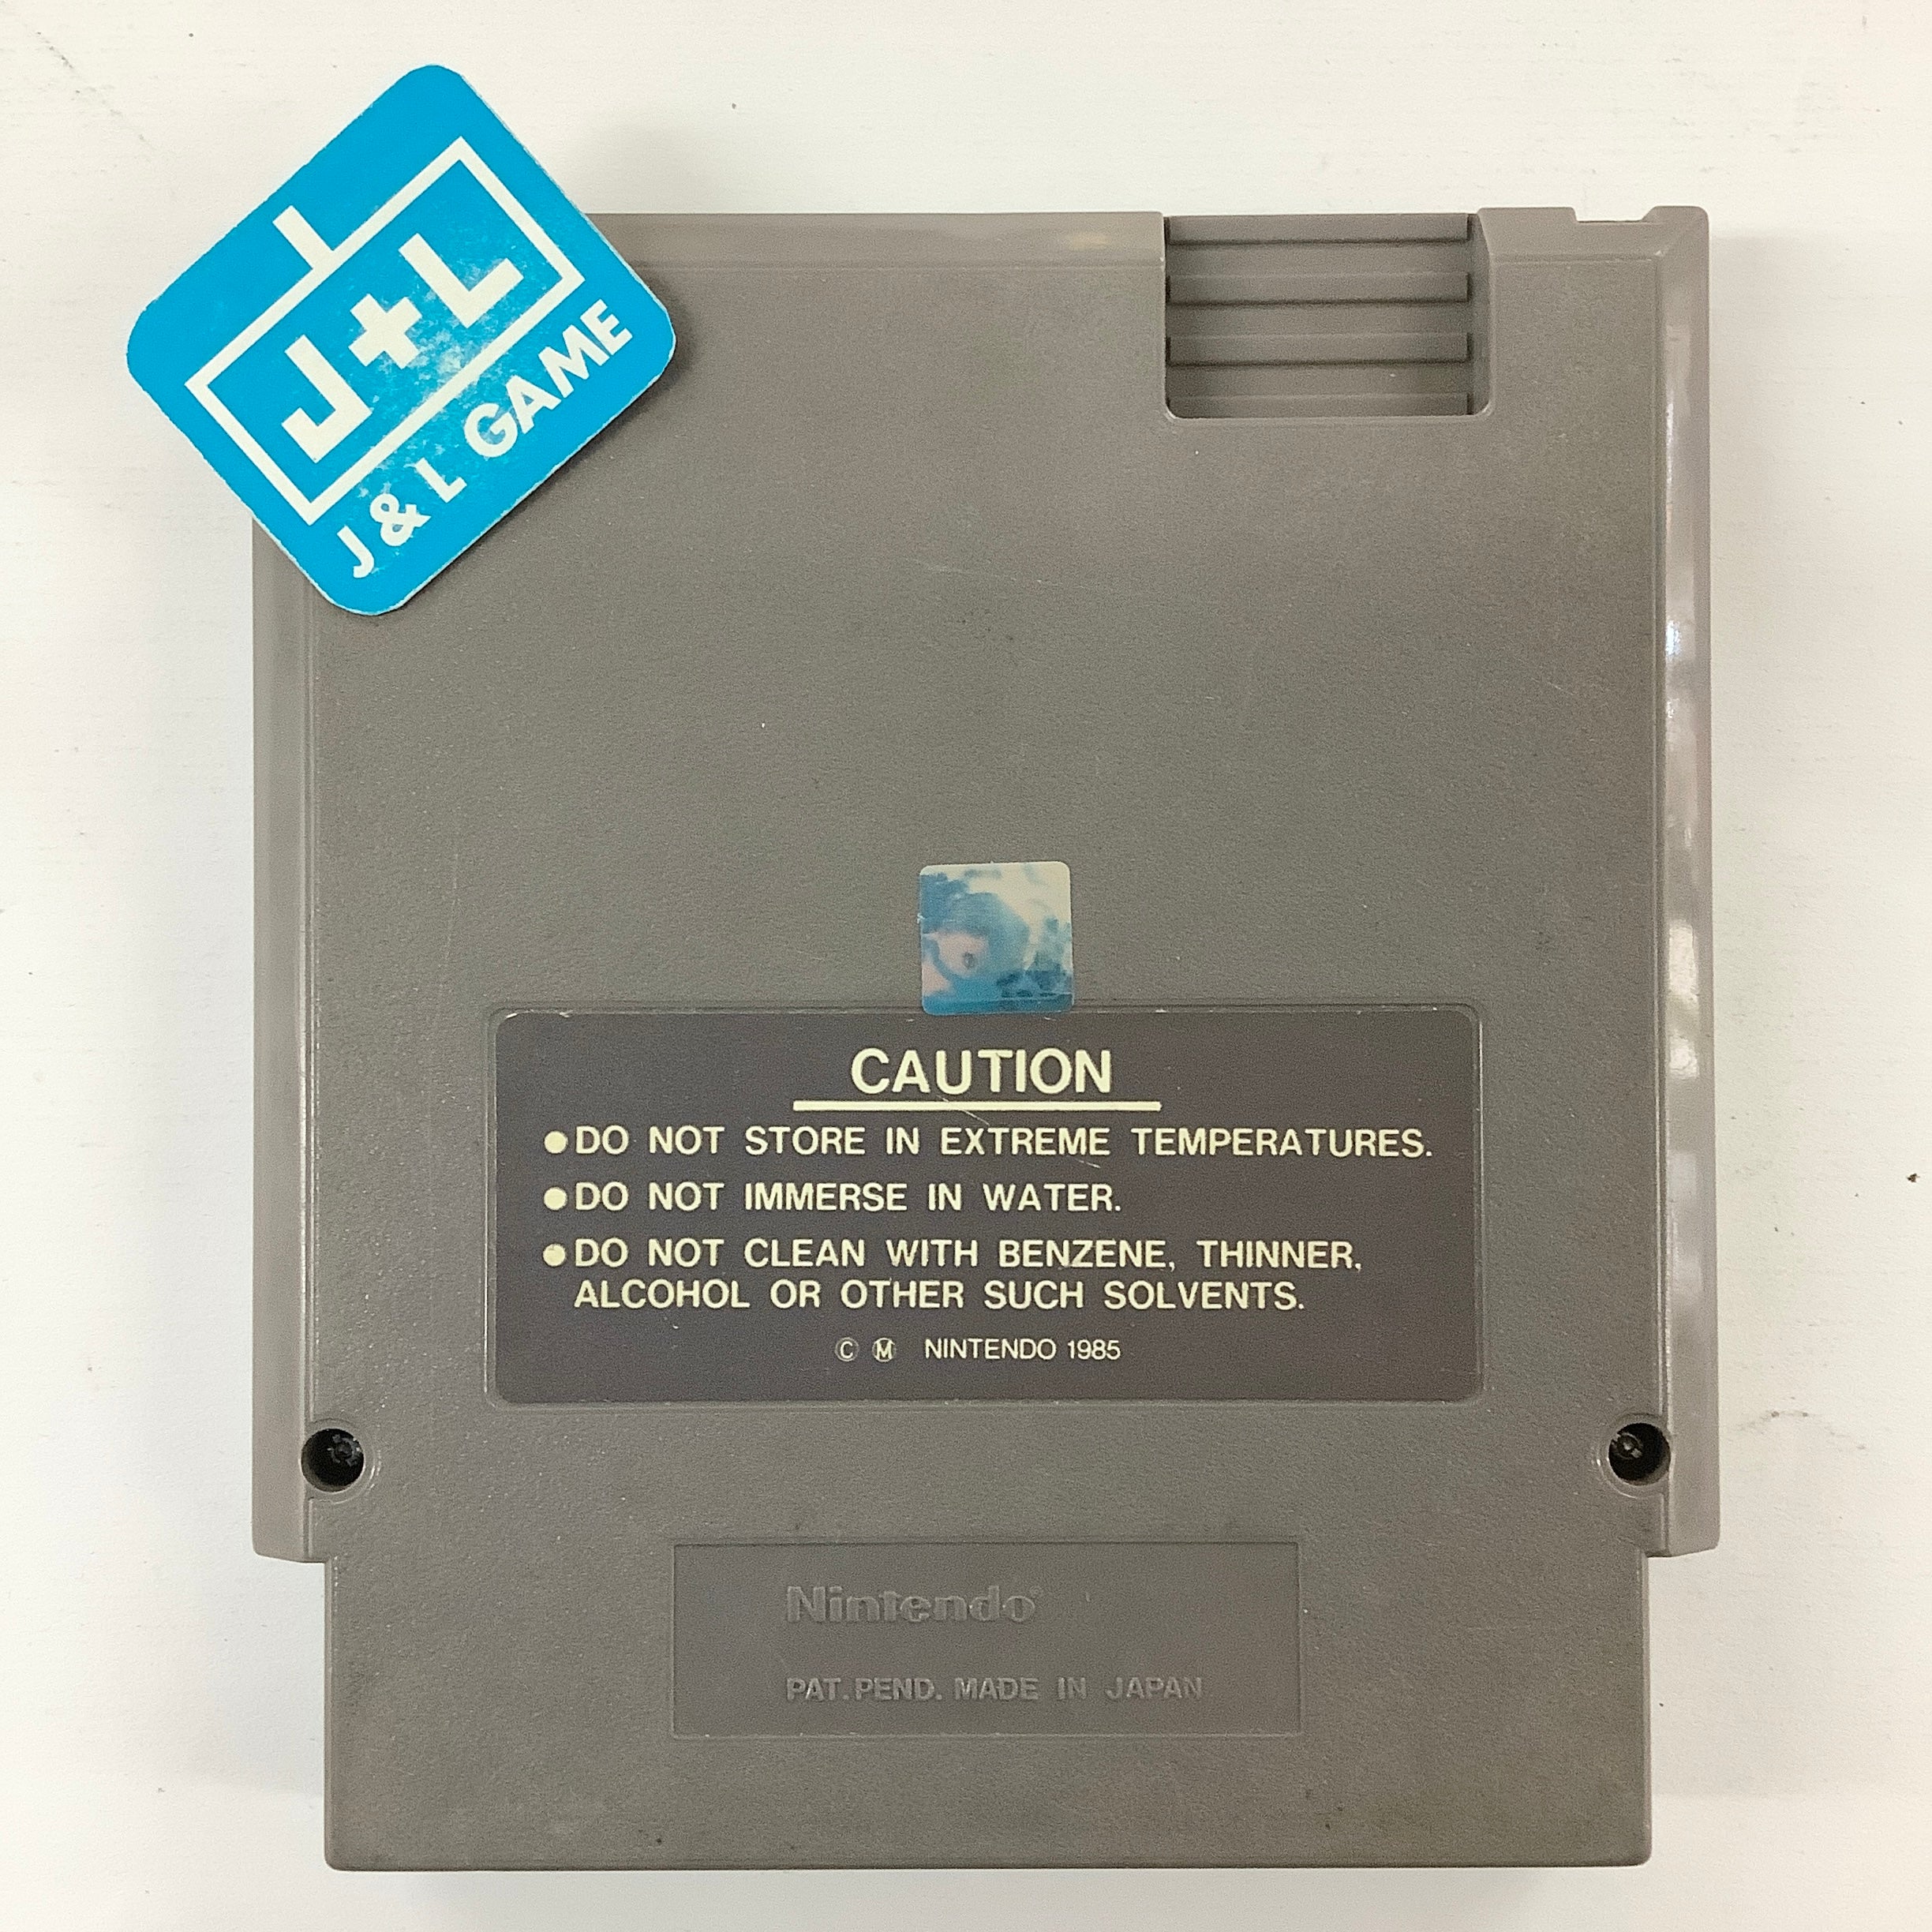 J+L
J & L GAME
CAUTION
●DO NOT STORE IN EXTREME TEMPERATURES.
●DO NOT IMMERSE IN WATER.
●DO NOT CLEAN WITH BENZENE, THINNER,
ALCOHOL OR OTHER SUCH SOLVENTS.
© Ⓜ NINTENDO 1985
Nintendo®
PAT.PEND. MADE IN JAPAN